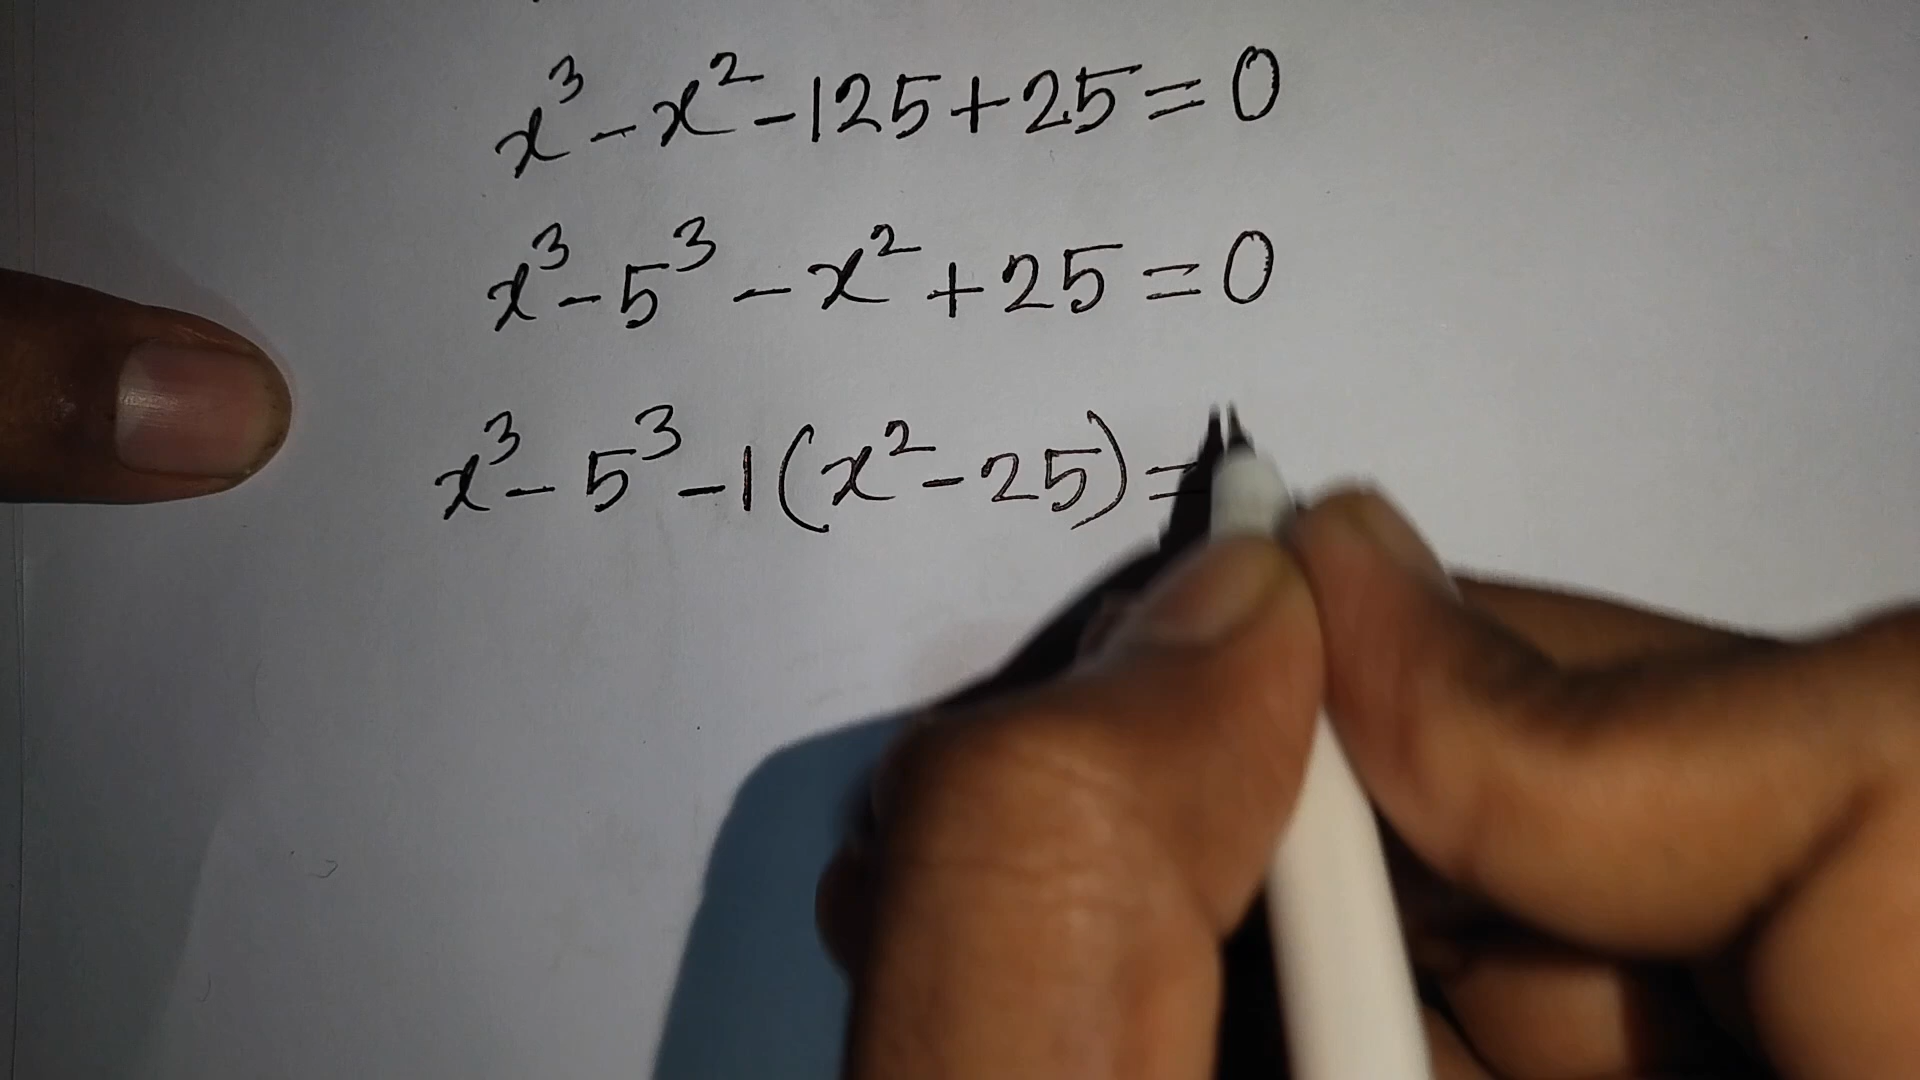 x³ - x² - 125 + 25 = 0
x³ - 5³ - x² + 25 = 0
x³ - 5³ - 1(x² - 25) =